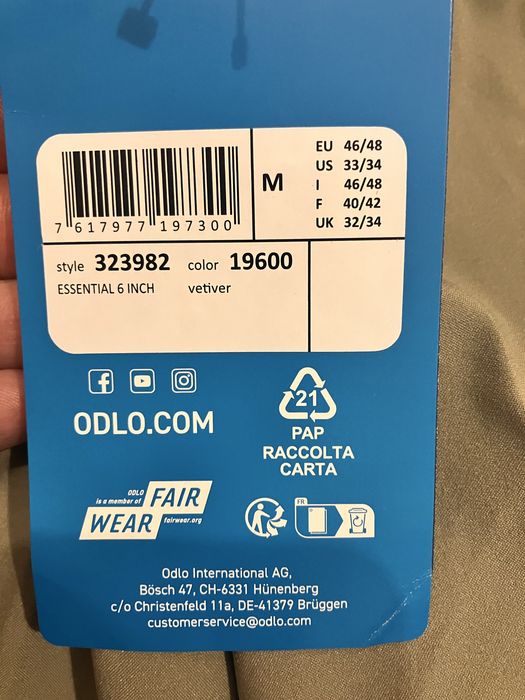 M
EU 46/48
US 33/34
I 46/48
F 40/42
UK 32/34
7 617977 197300
style 323982 color 19600
ESSENTIAL 6 INCH vetiver
ODLO.COM
21
PAP
RACCOLTA
CARTA
ODLO
is a member of
FAIR
WEAR
fairwear.org
FR
Odlo International AG,
Bösch 47, CH-6331 Hünenberg
c/o Christenfeld 11a, DE-41379 Brüggen
customerservice@odlo.com